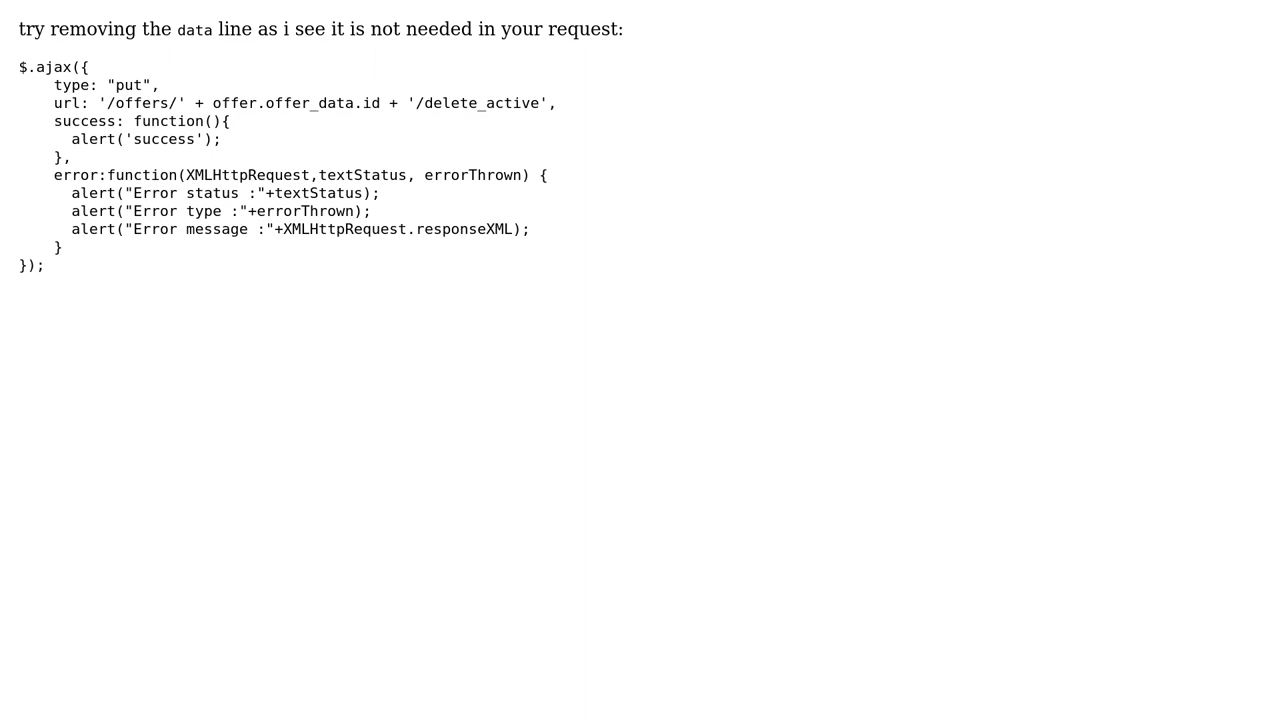 try removing the data line as i see it is not needed in your request:
$.ajax({
    type: "put",
    url: '/offers/' + offer.offer_data.id + '/delete_active',
    success: function(){
      alert('success');
    },
    error:function(XMLHttpRequest,textStatus, errorThrown) {
      alert("Error status :"+textStatus);
      alert("Error type :"+errorThrown);
      alert("Error message :"+XMLHttpRequest.responseXML);
    }
});